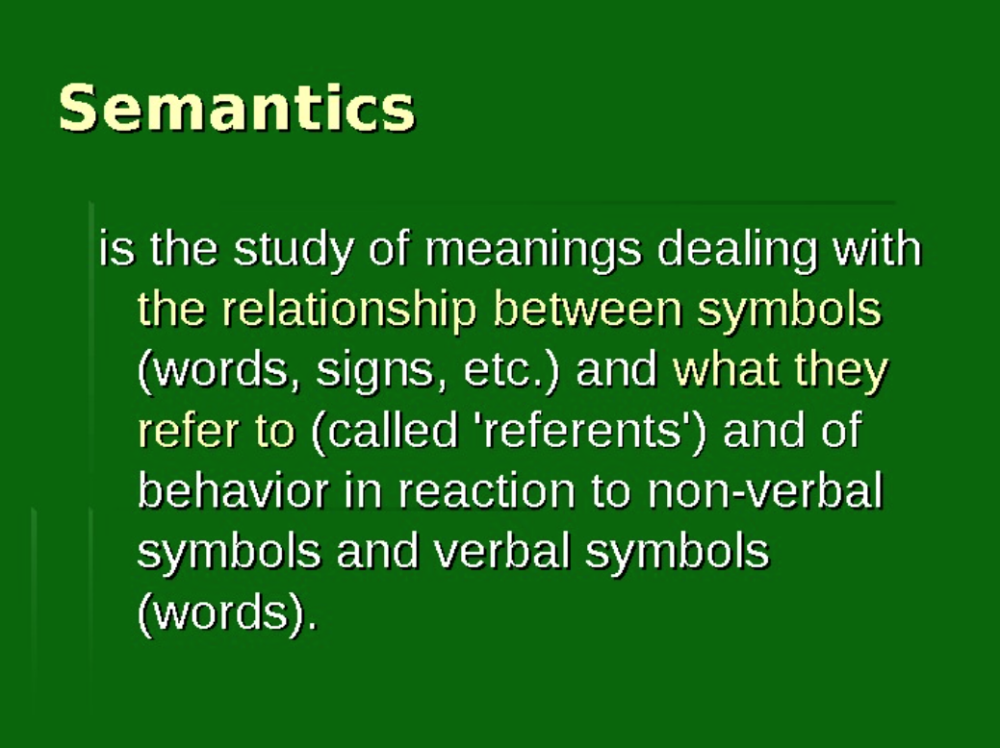 Semantics
is the study of meanings dealing with
the relationship between symbols
(words, signs, etc.) and what they
refer to (called 'referents') and of
behavior in reaction to non-verbal
symbols and verbal symbols
(words).